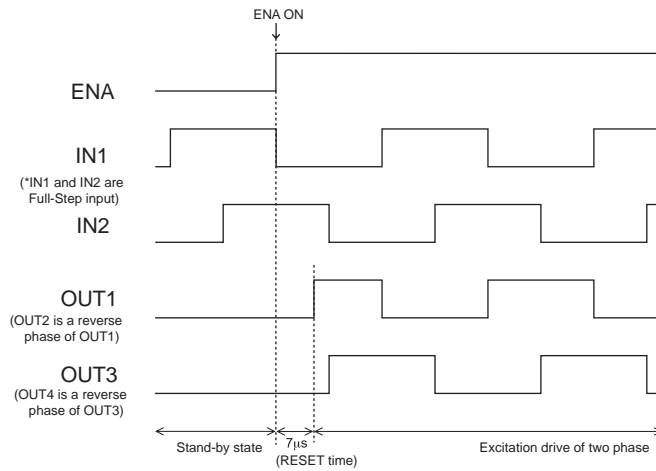 ENA ON
ENA
IN1
(*IN1 and IN2 are
Full-Step input)
IN2
OUT1
(OUT2 is a reverse
phase of OUT1)
OUT3
(OUT4 is a reverse
phase of OUT3)
Stand-by state
7μs
(RESET time)
Excitation drive of two phase